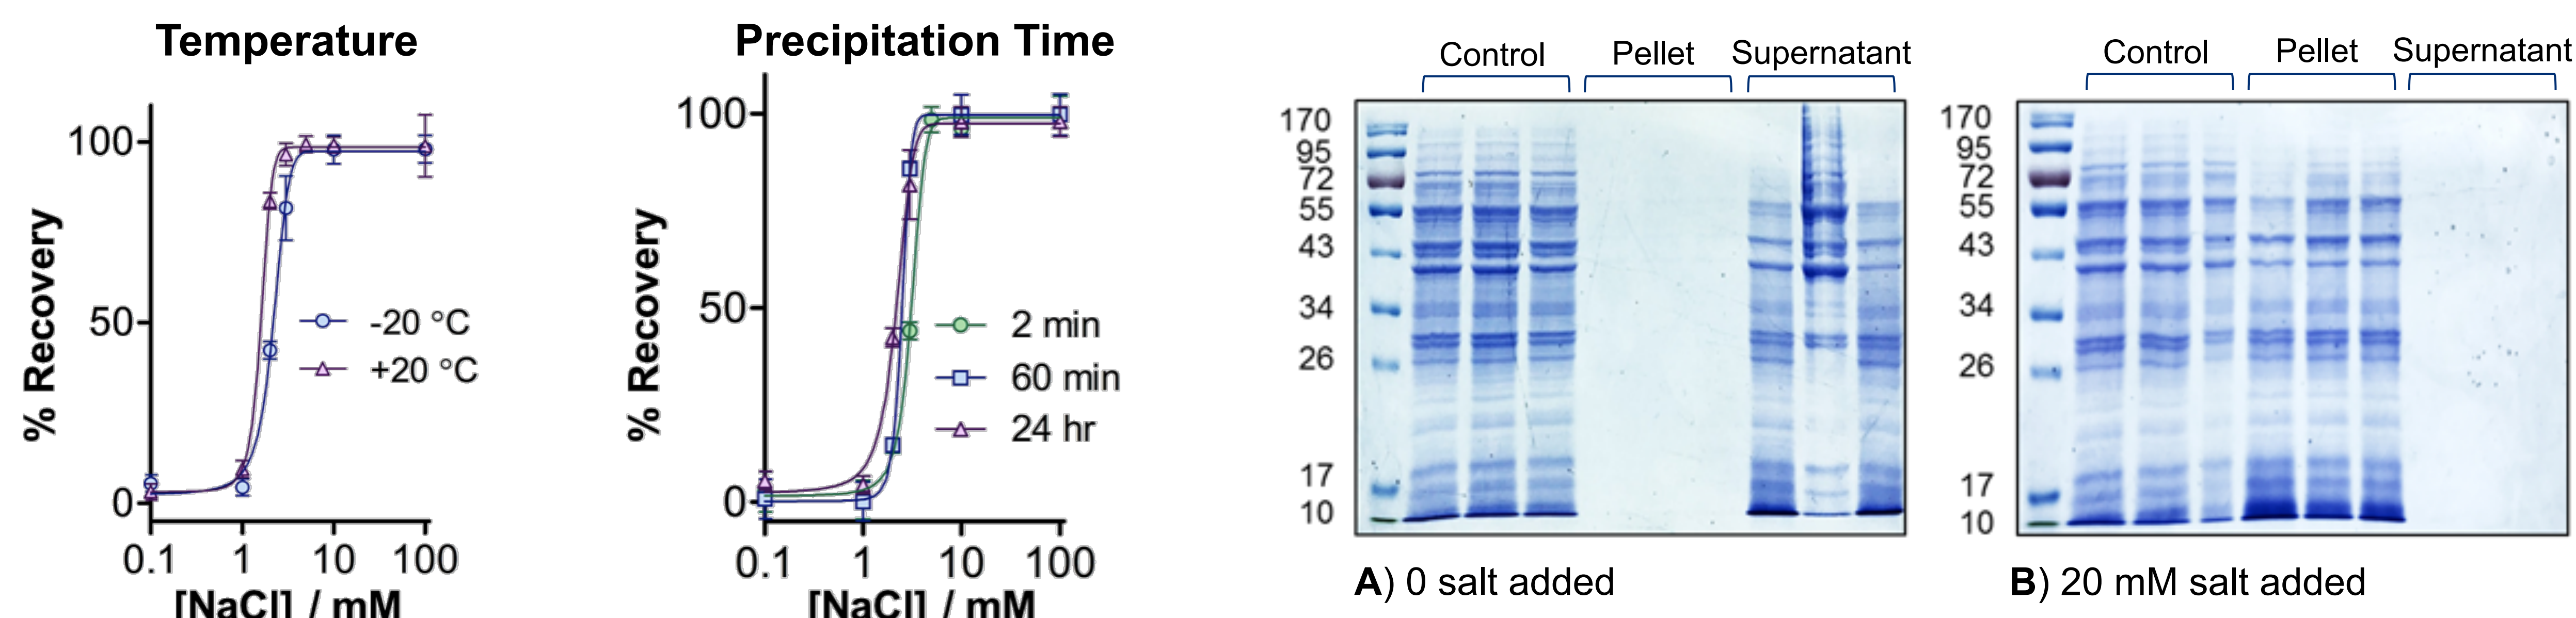 Temperature
% Recovery
100
50
0
-20 °C
+20 °C
0.1 1 10 100
[NaCl] / mM
Precipitation Time
% Recovery
100
50
0
2 min
60 min
24 hr
0.1 1 10 100
[NaCl] / mM
Control Pellet Supernatant
170
95
72
55
43
34
26
17
10
A) 0 salt added
Control Pellet Supernatant
170
95
72
55
43
34
26
17
10
B) 20 mM salt added